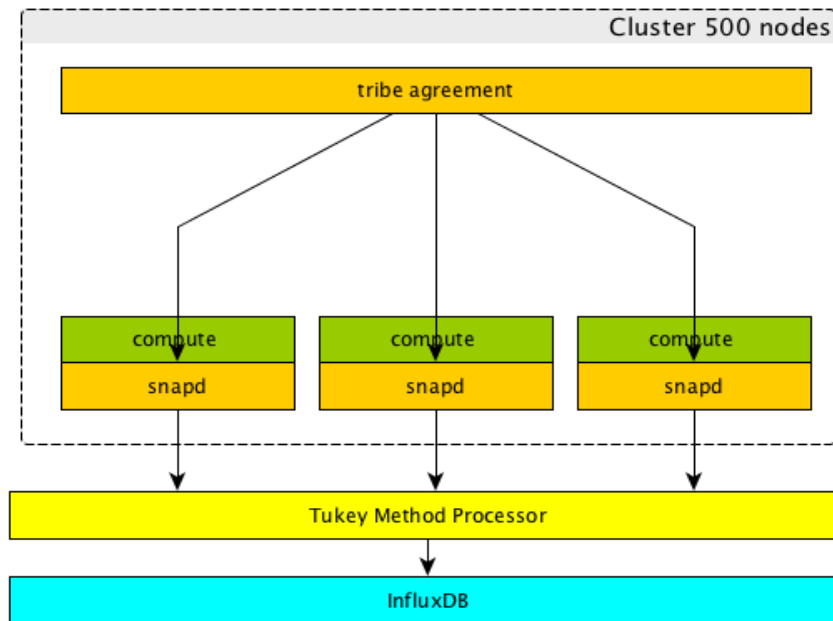 Cluster 500 nodes
tribe agreement
compute
compute
compute
snapd
snapd
snapd
Tukey Method Processor
InfluxDB